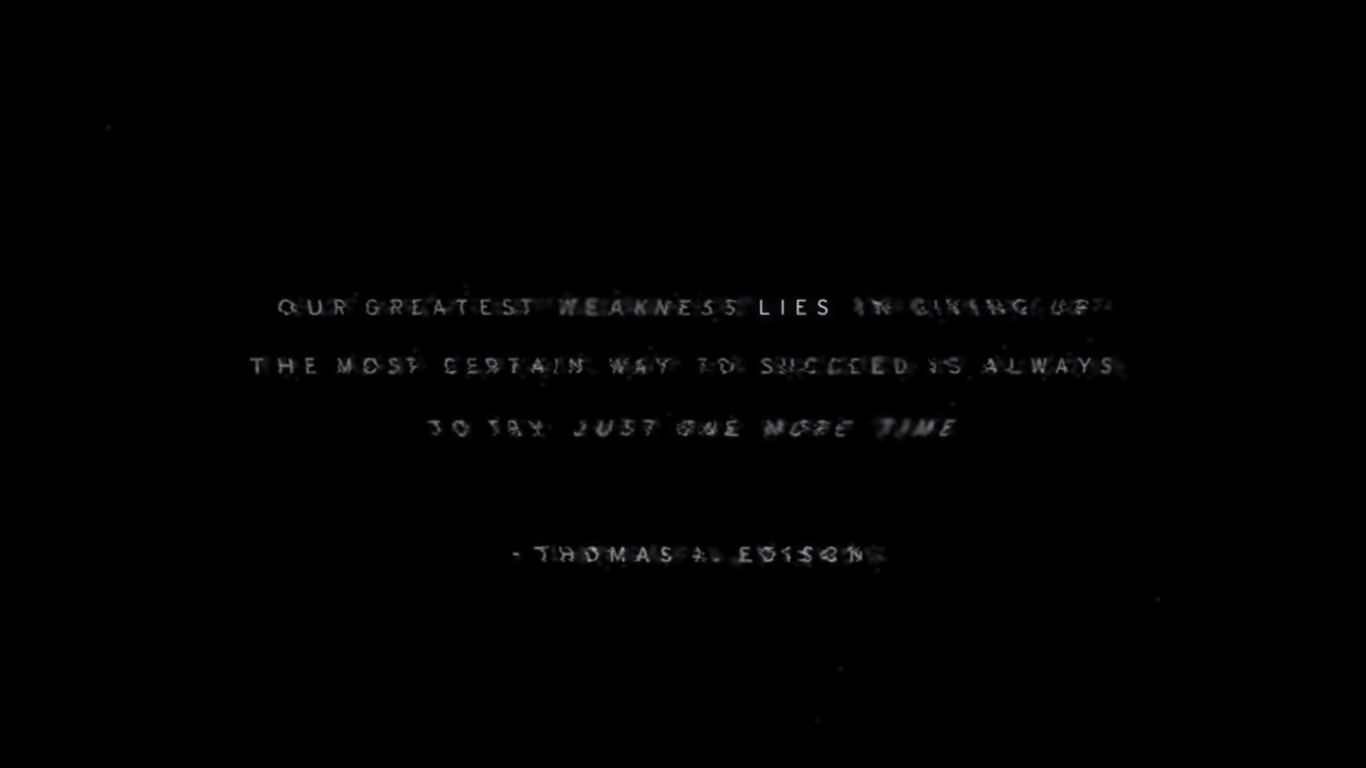 OUR GREATEST WEAKNESS LIES IN GIVING UP
THE MOST CERTAIN WAY TO SUCCEED IS ALWAYS
TO TRY JUST ONE MORE TIME
- THOMAS A. EDISON